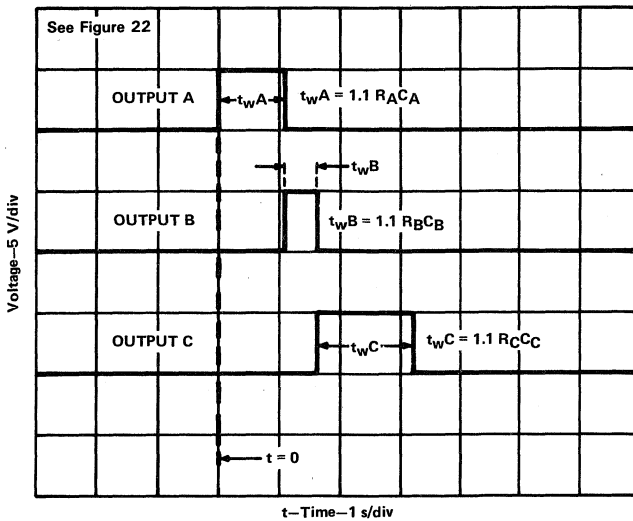 See Figure 22
OUTPUT A
twA
twA = 1.1 RACA
twB
OUTPUT B
twB = 1.1 RBCB
OUTPUT C
twC
twC = 1.1 RCCC
t = 0
Voltage—5 V/div
t—Time—1 s/div